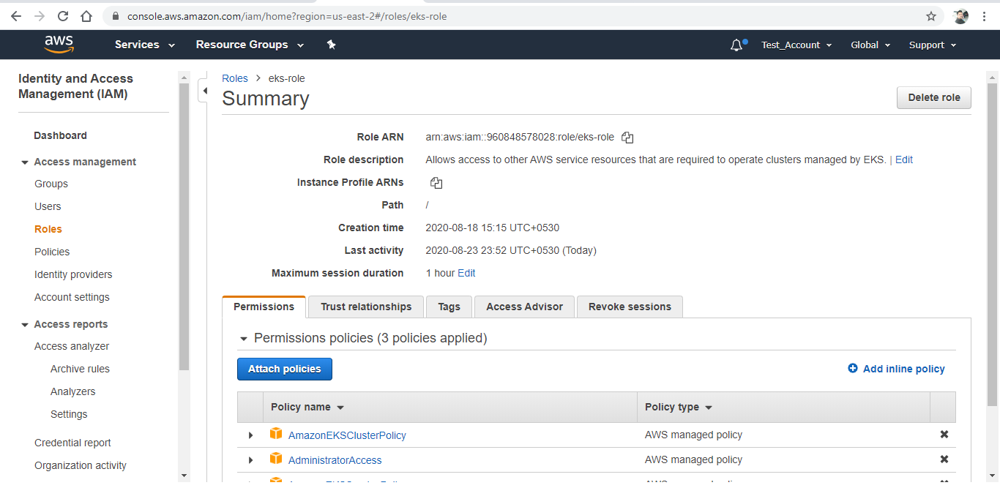 console.aws.amazon.com/iam/home?region=us-east-2#/roles/eks-role
aws Services Resource Groups Test_Account Global Support
Identity and Access
Management (IAM)
Dashboard
Access management
Groups
Users
Roles
Policies
Identity providers
Account settings
Access reports
Access analyzer
Archive rules
Analyzers
Settings
Credential report
Organization activity
Roles > eks-role
Summary
Delete role
Role ARN arn:aws:iam::960848578028:role/eks-role
Role description Allows access to other AWS service resources that are required to operate clusters managed by EKS. | Edit
Instance Profile ARNs
Path /
Creation time 2020-08-18 15:15 UTC+0530
Last activity 2020-08-23 23:52 UTC+0530 (Today)
Maximum session duration 1 hour Edit
Permissions Trust relationships Tags Access Advisor Revoke sessions
Permissions policies (3 policies applied)
Attach policies Add inline policy
Policy name Policy type
AmazonEKSClusterPolicy AWS managed policy
AdministratorAccess AWS managed policy